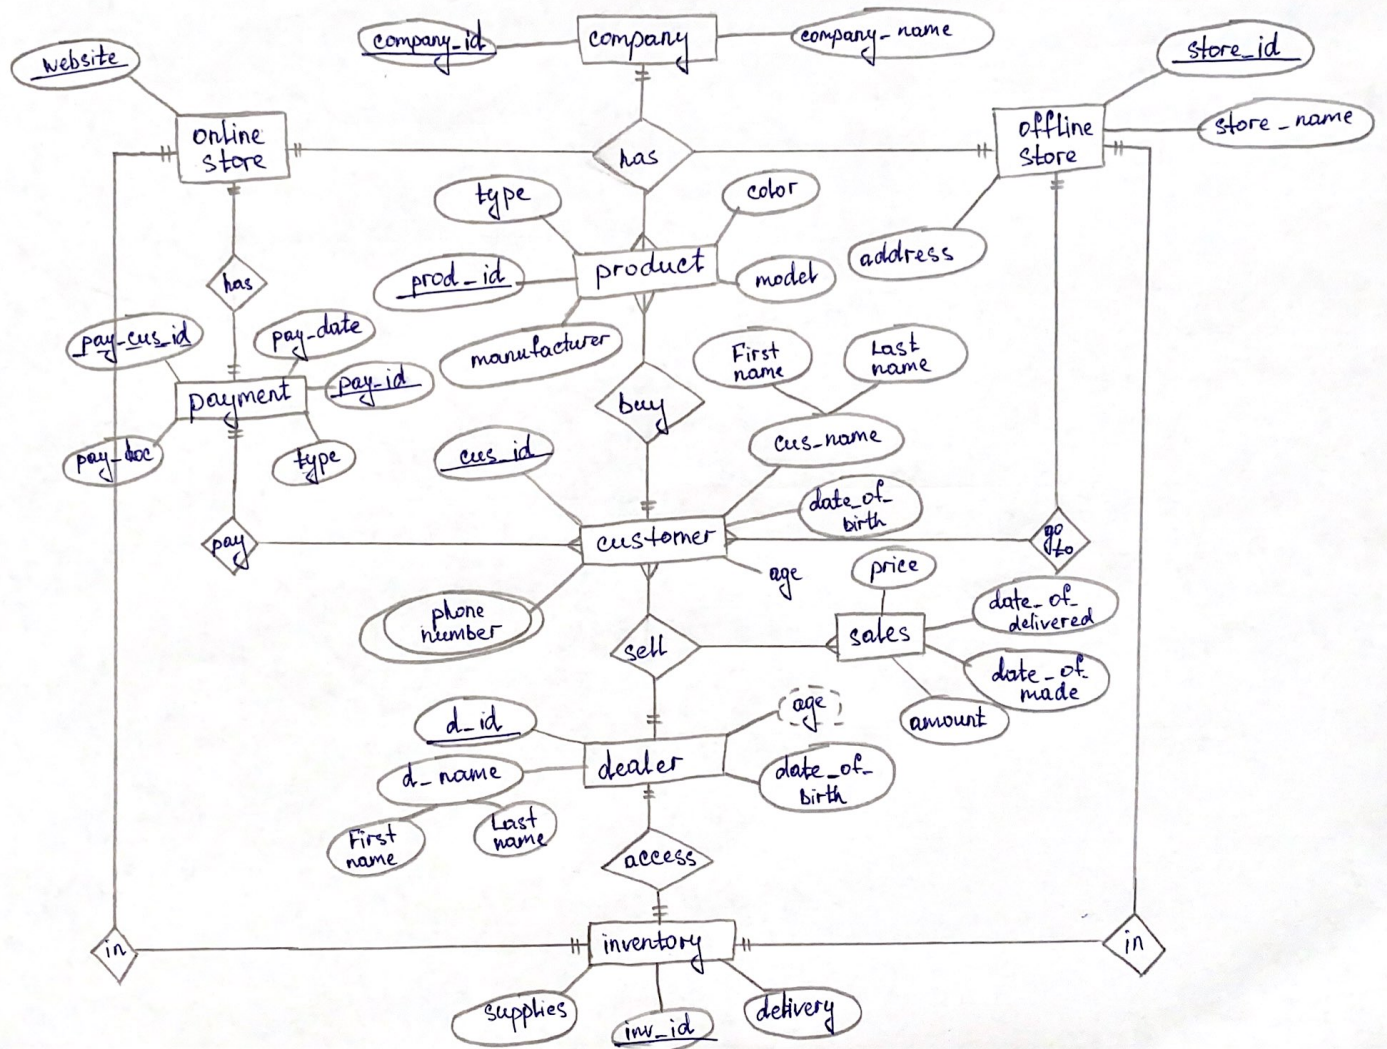 company_id
company
company_name
store_id
website
online
store
has
offline
store
store_name
type
color
address
product
prod_id
model
manufacturer
has
pay_cus_id
pay_date
payment
pay_id
pay_loc
type
First
name
Last
name
buy
cus_name
cus_id
date_of_
birth
customer
pay
go
to
age
price
phone
number
sell
sales
date_of_
delivered
date_of_
made
amount
d_id
age
d_name
dealer
date_of_
birth
First
name
Last
name
access
in
inventory
in
supplies
inv_id
delivery